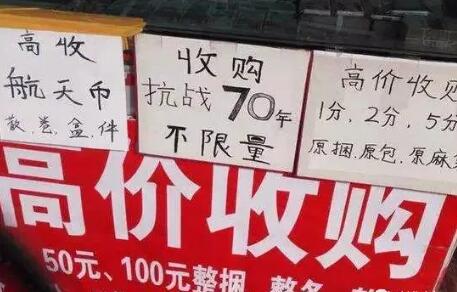 高收
航天币
散.卷.盒.件
收购
抗战70年
不限量
高价收
1分,2分,5分
原捆.原包.原麻
高价收购
50元、100元整捆